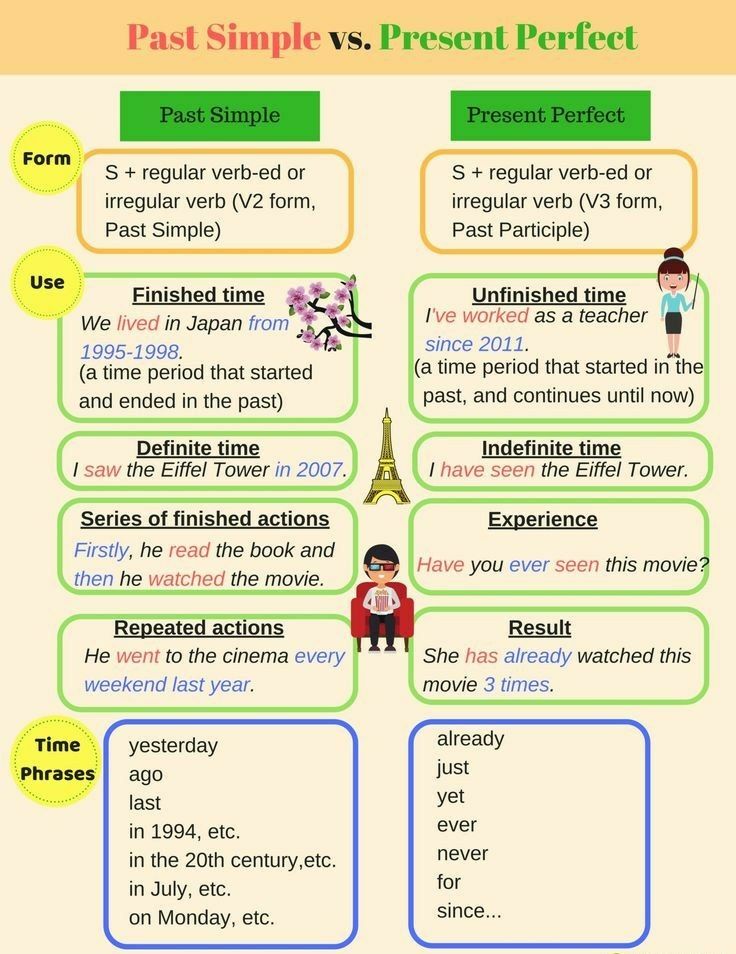 Past Simple vs. Present Perfect
Past Simple
Present Perfect
Form
S + regular verb-ed or
irregular verb (V2 form,
Past Simple)
S + regular verb-ed or
irregular verb (V3 form,
Past Participle)
Use
Finished time
We lived in Japan from
1995-1998.
(a time period that started
and ended in the past)
Unfinished time
I've worked as a teacher
since 2011.
(a time period that started in the
past, and continues until now)
Definite time
I saw the Eiffel Tower in 2007.
Indefinite time
I have seen the Eiffel Tower.
Series of finished actions
Firstly, he read the book and
then he watched the movie.
Experience
Have you ever seen this movie?
Repeated actions
He went to the cinema every
weekend last year.
Result
She has already watched this
movie 3 times.
Time
Phrases
yesterday
ago
last
in 1994, etc.
in the 20th century,etc.
in July, etc.
on Monday, etc.
already
just
yet
ever
never
for
since...